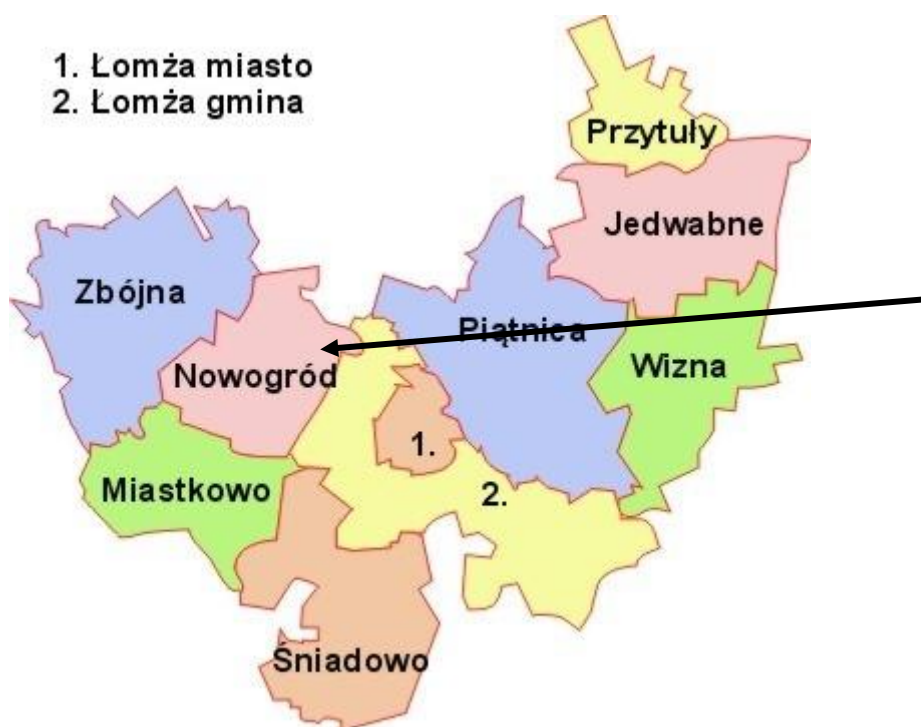 1. Łomża miasto
2. Łomża gmina
Przytuły
Jedwabne
Zbójna
Piątnica
Wizna
Nowogród
1.
Miastkowo
2.
Śniadowo